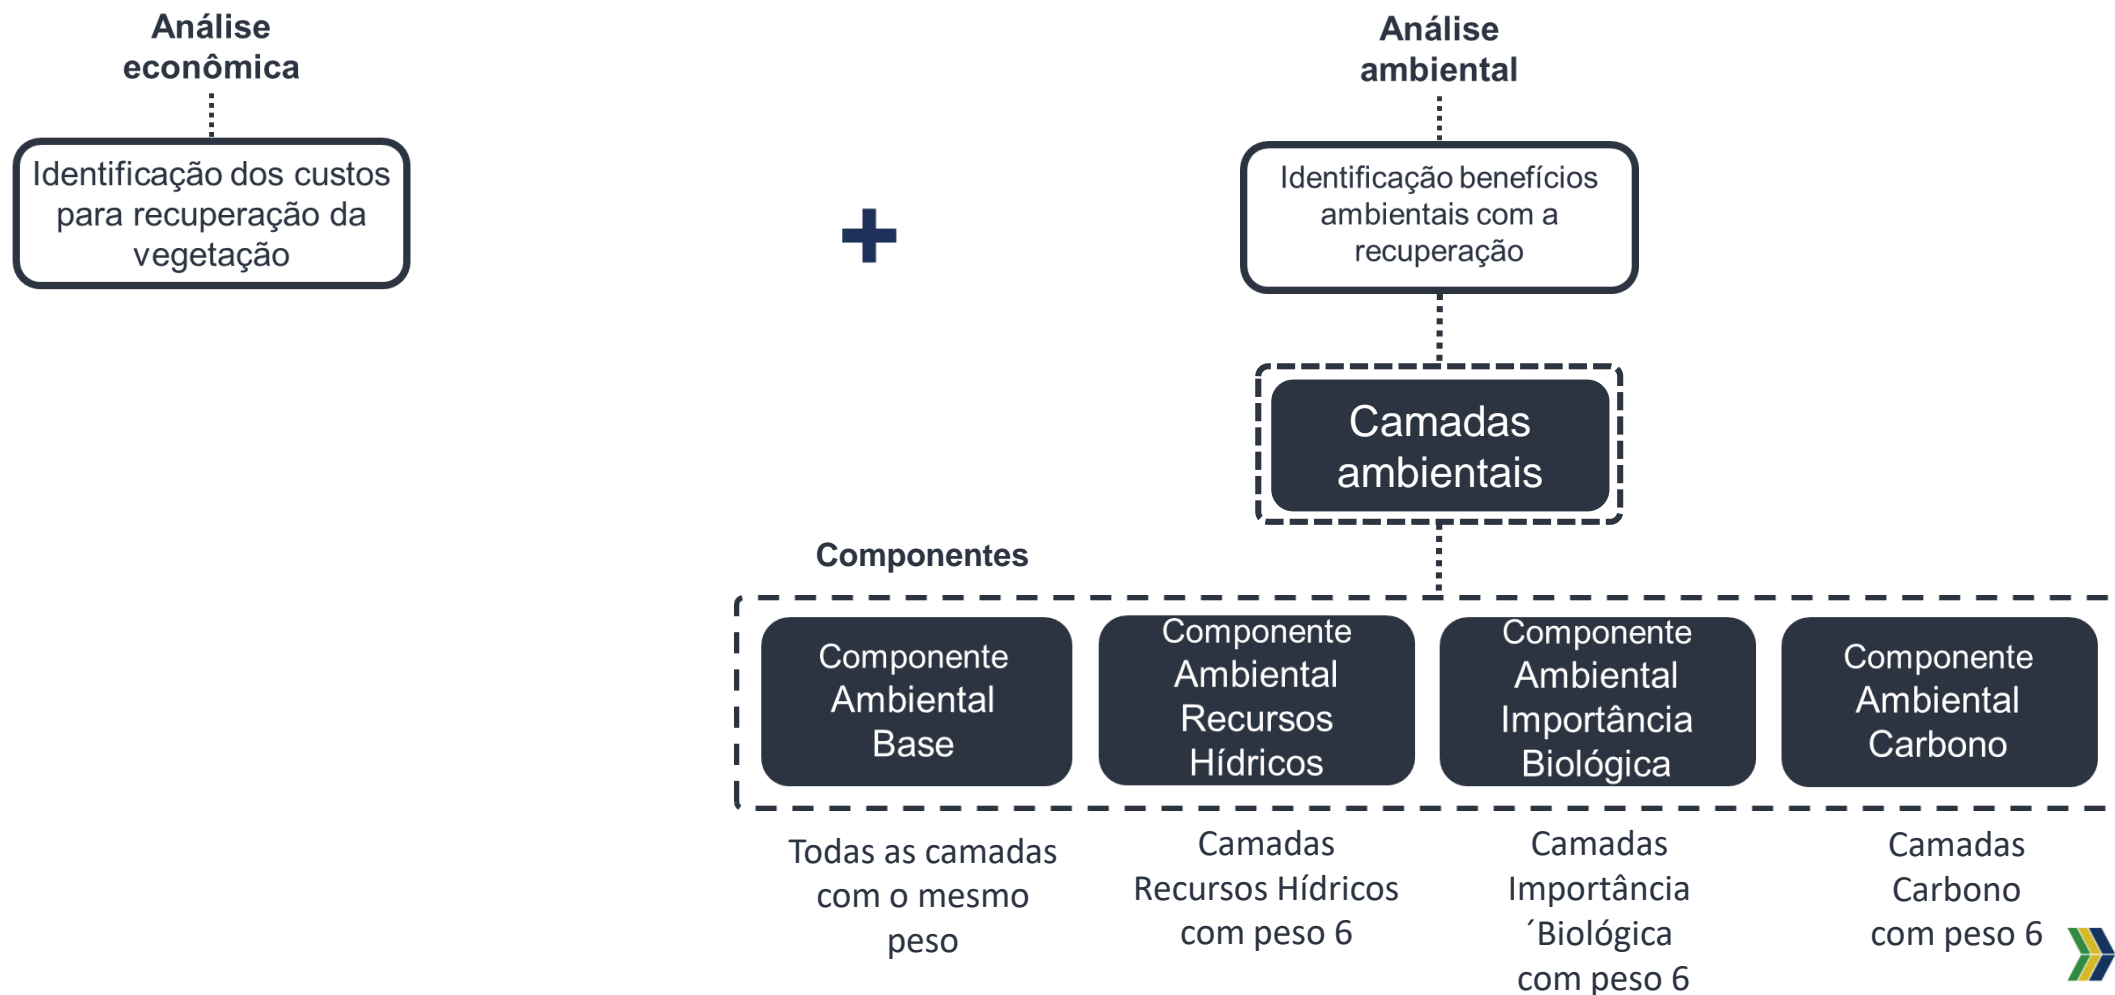 Análise
econômica
Identificação dos custos
para recuperação da
vegetação
Análise
ambiental
Identificação benefícios
ambientais com a
recuperação
Camadas
ambientais
Componentes
Componente
Ambiental
Base
Componente
Ambiental
Recursos
Hídricos
Componente
Ambiental
Importância
Biológica
Componente
Ambiental
Carbono
Todas as camadas
com o mesmo
peso
Camadas
Recursos Hídricos
com peso 6
Camadas
Importância
´Biológica
com peso 6
Camadas
Carbono
com peso 6